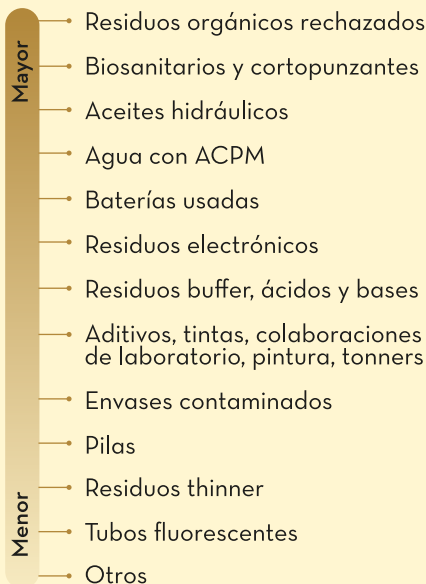 Mayor
Residuos orgánicos rechazados
Biosanitarios y cortopunzantes
Aceites hidráulicos
Agua con ACPM
Baterías usadas
Residuos electrónicos
Residuos buffer, ácidos y bases
Aditivos, tintas, colaboraciones
de laboratorio, pintura, tonners
Envases contaminados
Pilas
Residuos thinner
Tubos fluorescentes
Otros
Menor